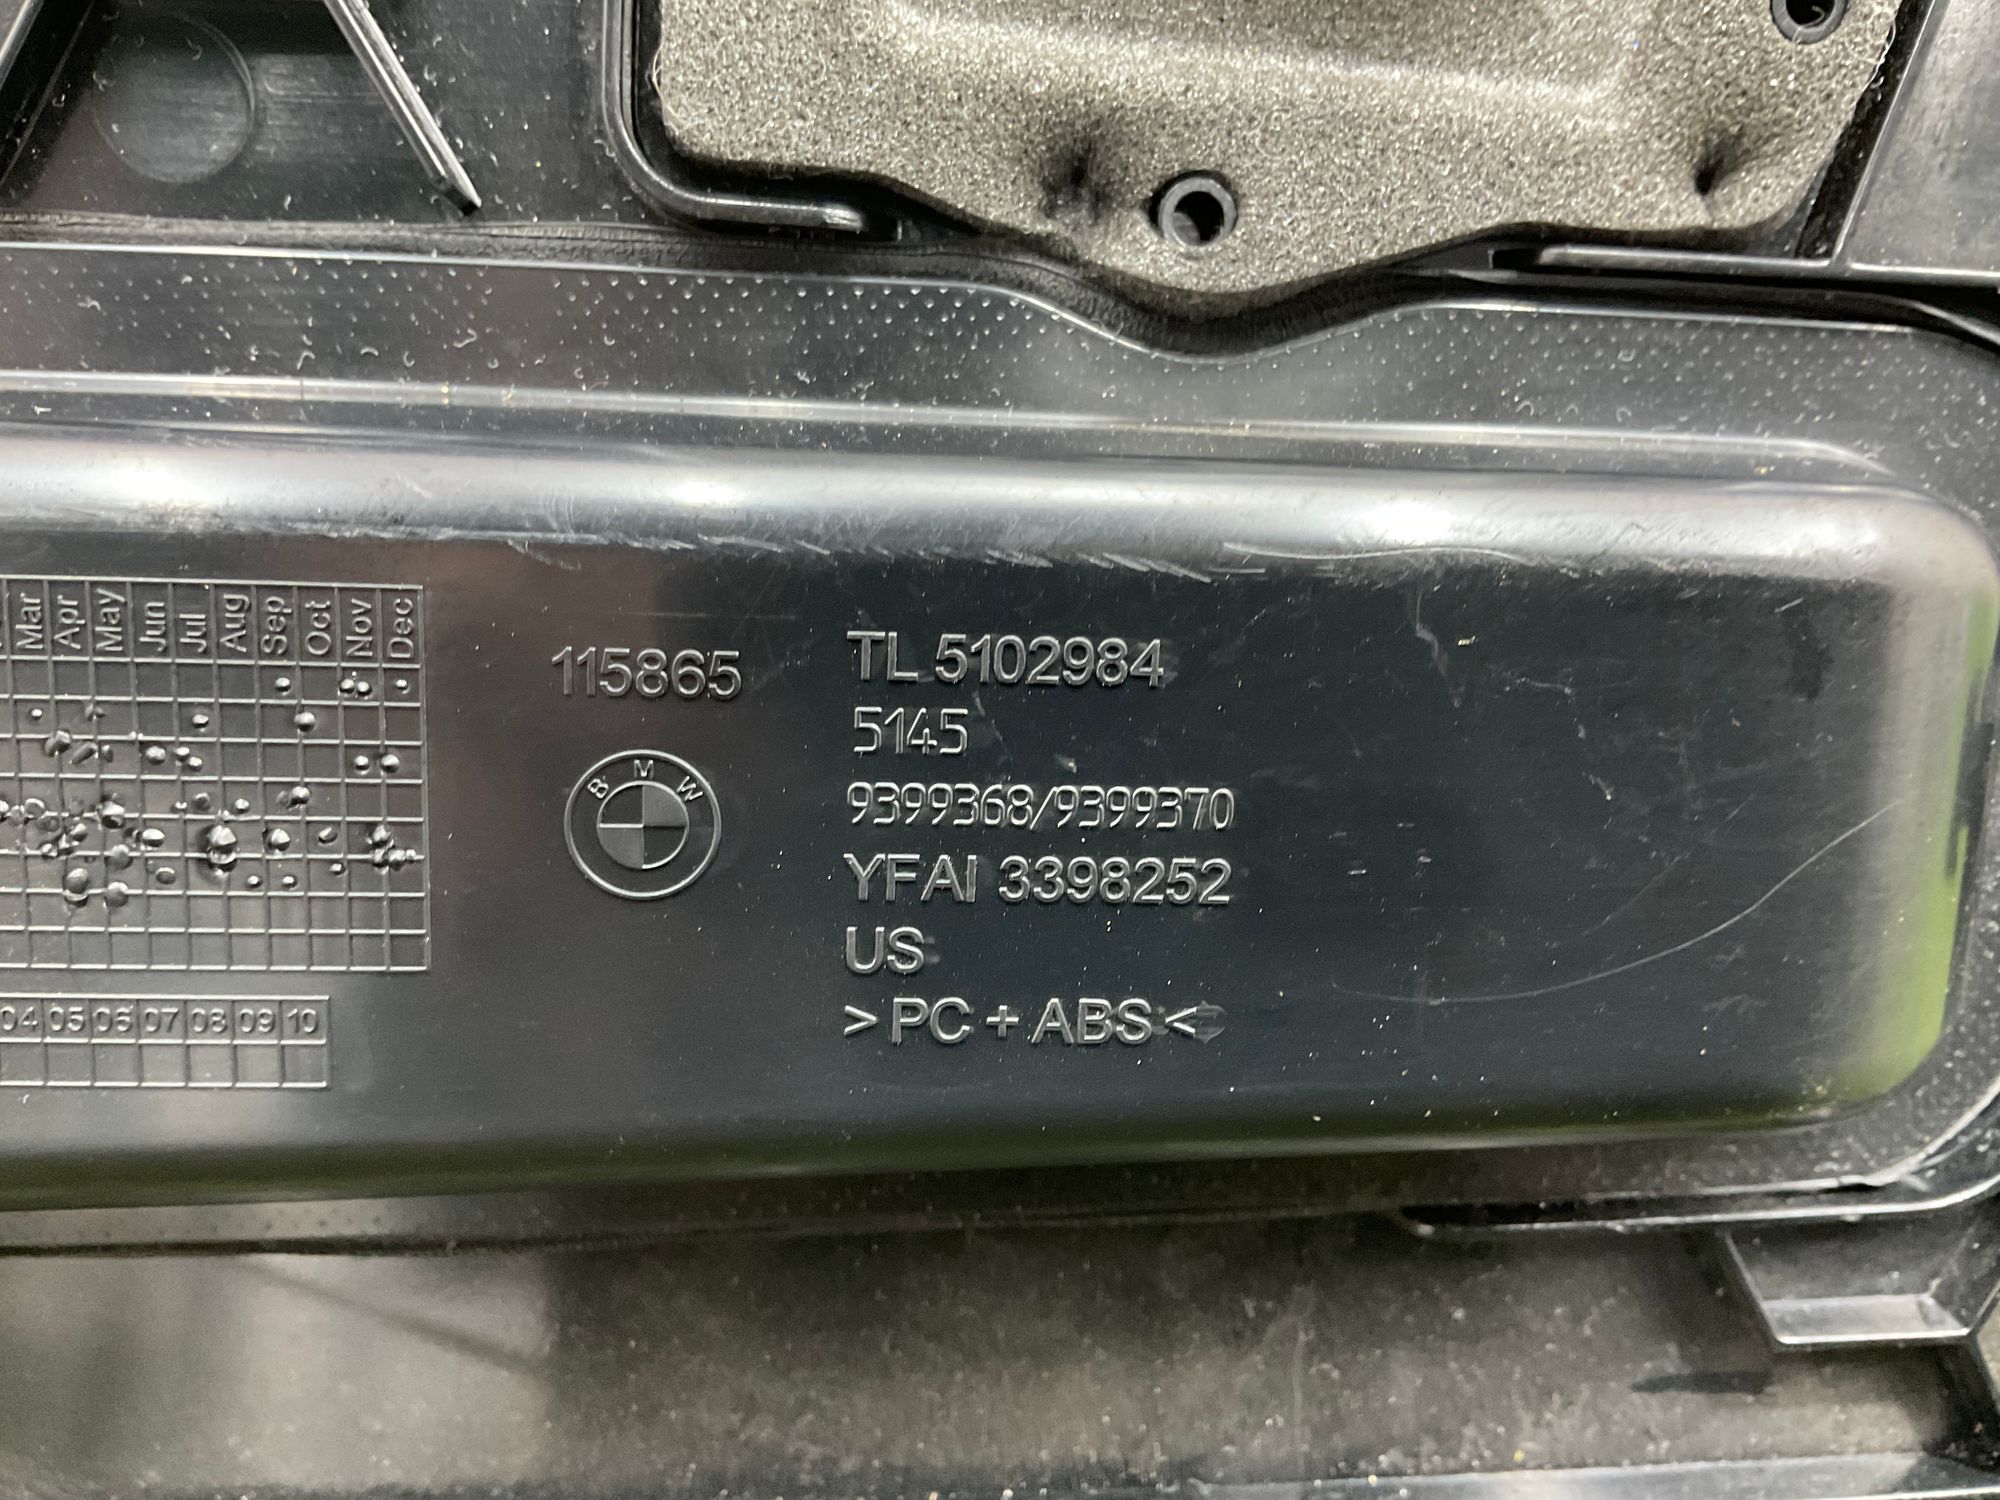 Mar Apr May Jun Jul Aug Sep Oct Nov Dec
04 05 06 07 08 09 10
115865
BMW
TL 5102984
5145
9399368/9399370
YFAI 3398252
US
> PC + ABS <